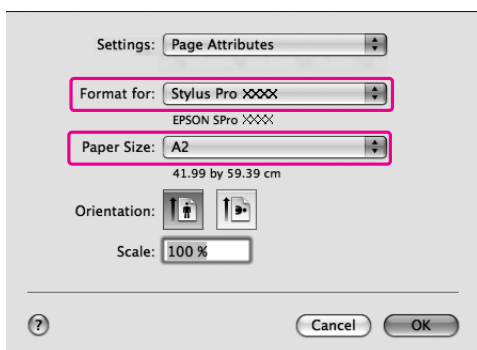 Settings: Page Attributes
Format for: Stylus Pro XXXX
EPSON SPro XXXX
Paper Size: A2
41.99 by 59.39 cm
Orientation:
Scale: 100 %
? Cancel OK